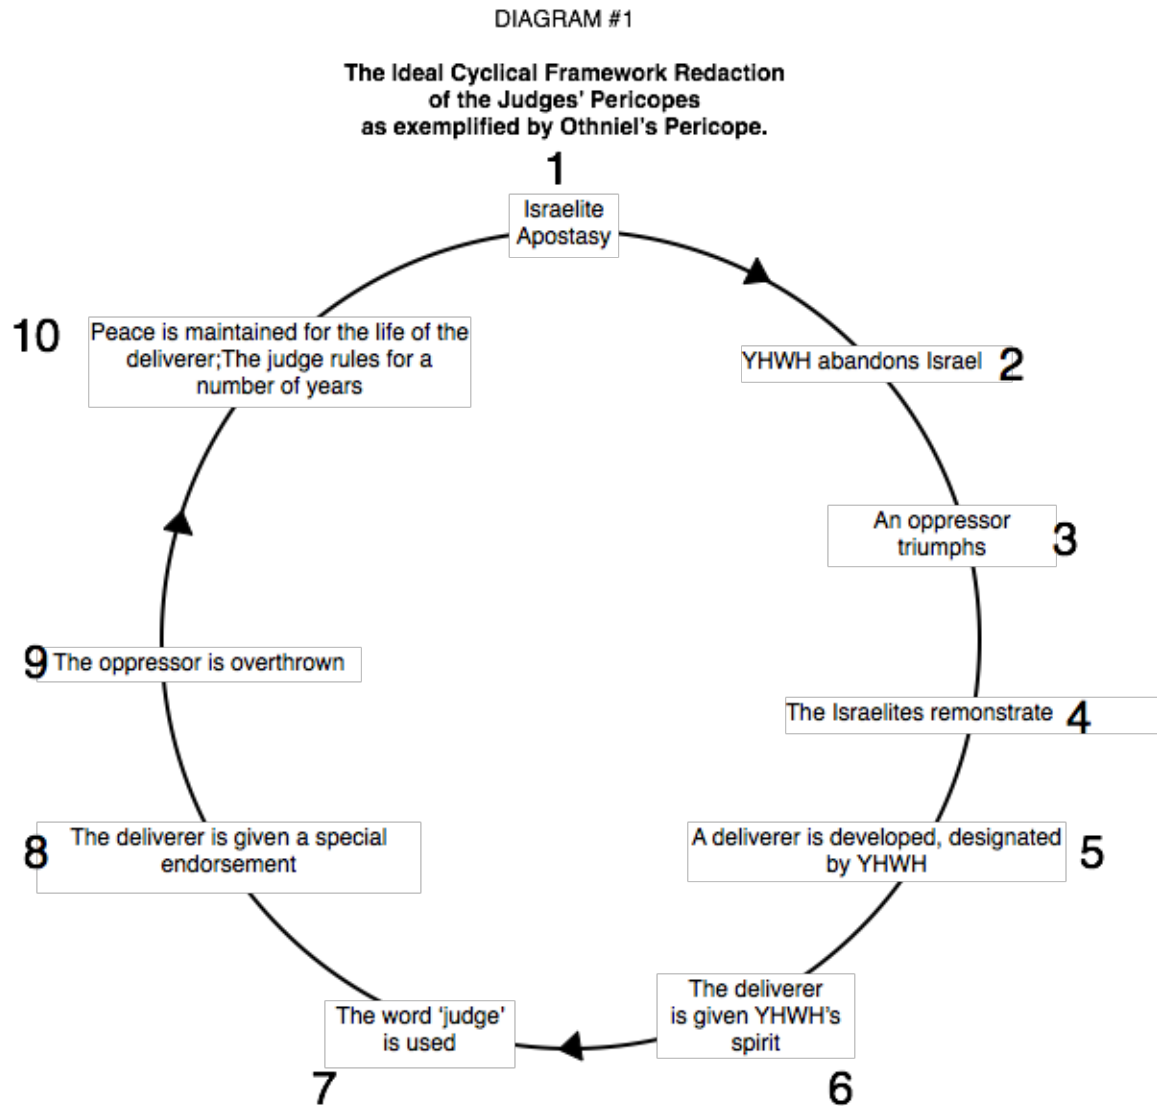 DIAGRAM #1
The Ideal Cyclical Framework Redaction
of the Judges' Pericopes
as exemplified by Othniel's Pericope.
1
Israelite
Apostasy
YHWH abandons Israel 2
An oppressor
triumphs
3
The Israelites remonstrate 4
A deliverer is developed, designated
by YHWH
5
The deliverer
is given YHWH's
spirit
6
The word 'judge'
is used
7
8
The deliverer is given a special
endorsement
9 The oppressor is overthrown
10
Peace is maintained for the life of the
deliverer;The judge rules for a
number of years